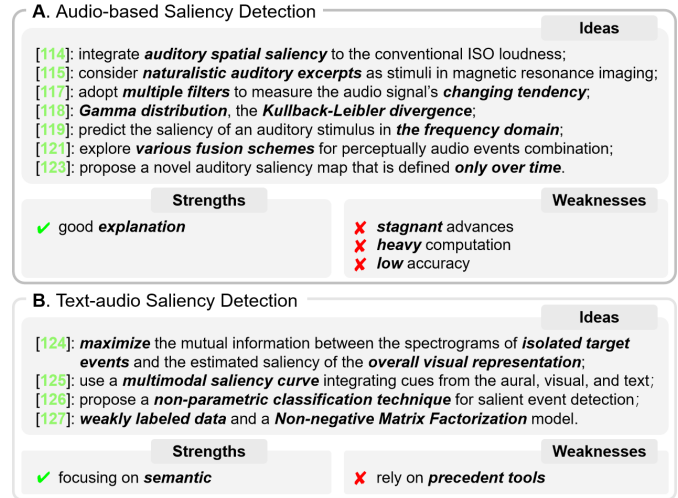 A. Audio-based Saliency Detection
Ideas
[114]: integrate auditory spatial saliency to the conventional ISO loudness;
[115]: consider naturalistic auditory excerpts as stimuli in magnetic resonance imaging;
[117]: adopt multiple filters to measure the audio signal's changing tendency;
[118]: Gamma distribution, the Kullback-Leibler divergence;
[119]: predict the saliency of an auditory stimulus in the frequency domain;
[121]: explore various fusion schemes for perceptually audio events combination;
[123]: propose a novel auditory saliency map that is defined only over time.
Strengths
✔ good explanation
Weaknesses
✘ stagnant advances
✘ heavy computation
✘ low accuracy
B. Text-audio Saliency Detection
Ideas
[124]: maximize the mutual information between the spectrograms of isolated target
events and the estimated saliency of the overall visual representation;
[125]: use a multimodal saliency curve integrating cues from the aural, visual, and text;
[126]: propose a non-parametric classification technique for salient event detection;
[127]: weakly labeled data and a Non-negative Matrix Factorization model.
Strengths
✔ focusing on semantic
Weaknesses
✘ rely on precedent tools